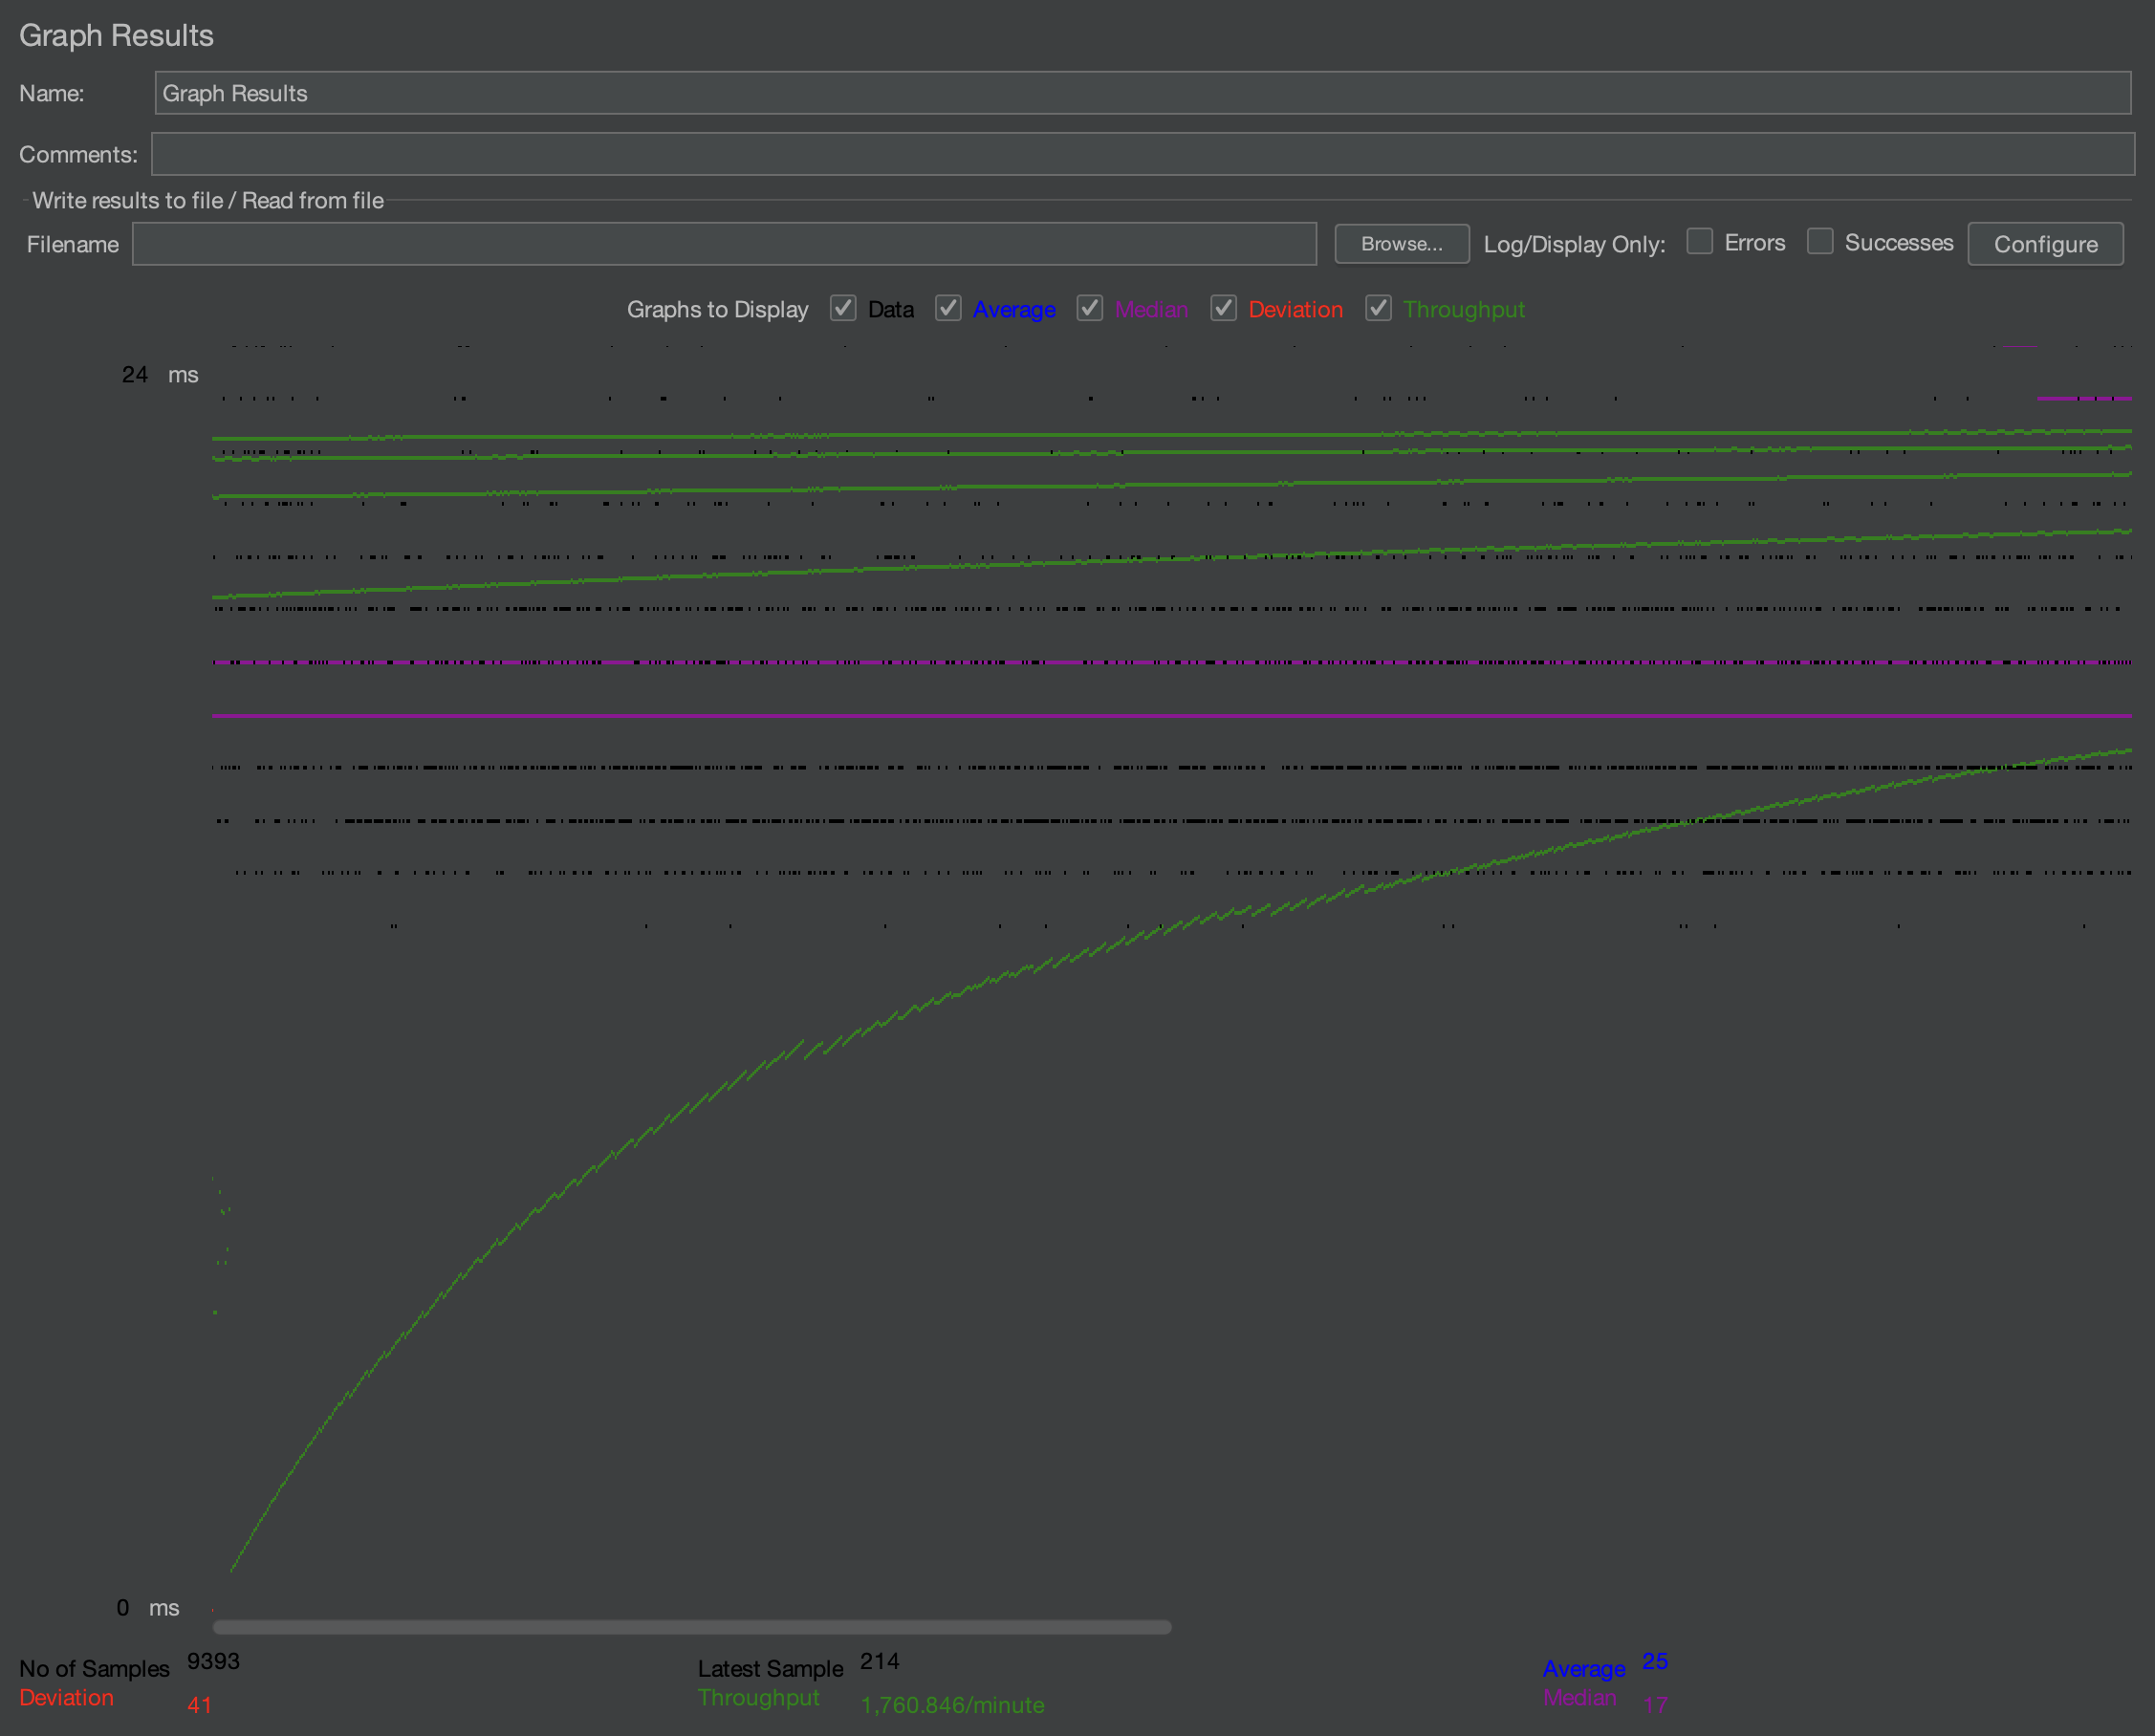 Graph Results
Name: Graph Results
Comments:
Write results to file / Read from file
Filename Browse... Log/Display Only: Errors Successes Configure
Graphs to Display Data Average Median Deviation Throughput
24 ms
0 ms
No of Samples 9393 Latest Sample 214 Average 25
Deviation 41 Throughput 1,760.846/minute Median 17